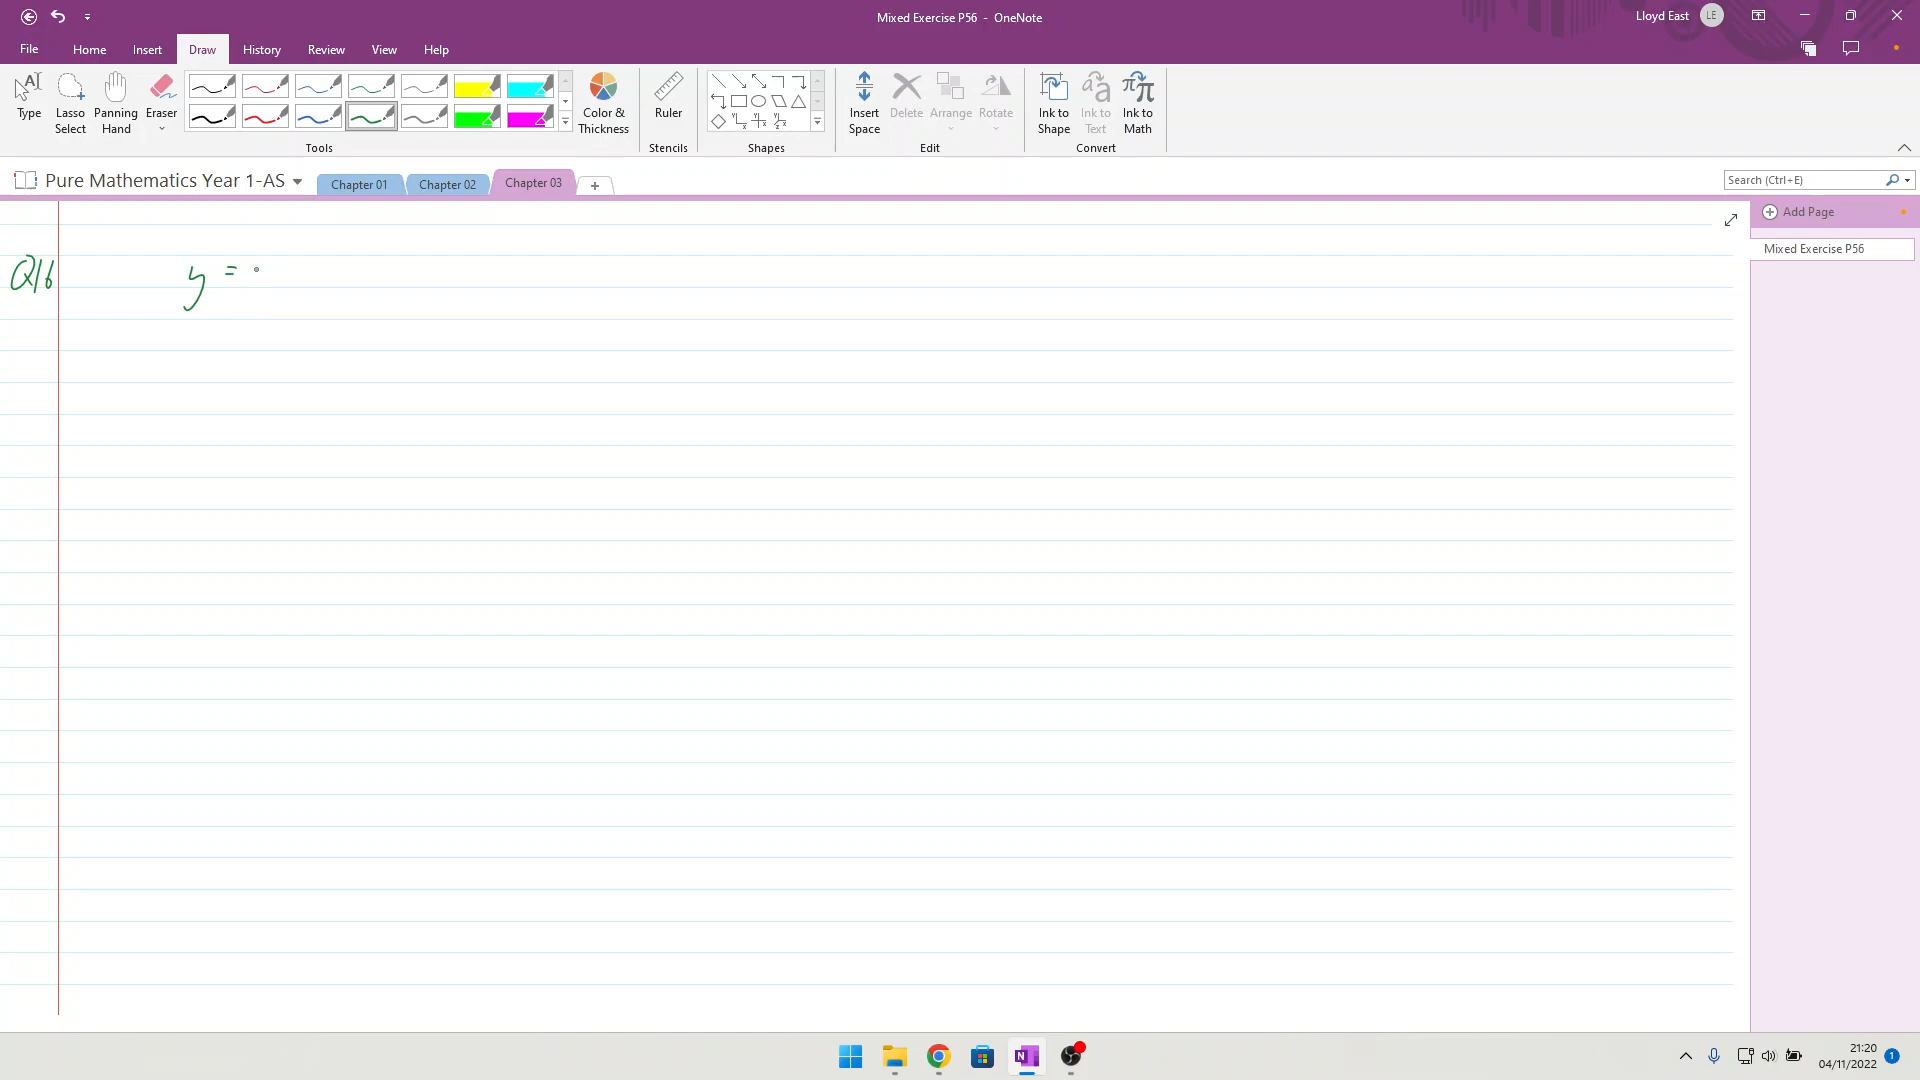 Mixed Exercise P56 - OneNote
Lloyd East
LE
File
Home
Insert
Draw
History
Review
View
Help
Type
Lasso Select
Panning Hand
Eraser
Color & Thickness
Ruler
Insert Space
Delete
Arrange
Rotate
Ink to Shape
Ink to Text
Ink to Math
Tools
Stencils
Shapes
Edit
Convert
Pure Mathematics Year 1-AS
Chapter 01
Chapter 02
Chapter 03
Search (Ctrl+E)
Add Page
Mixed Exercise P56
Q16
y =
21:20
04/11/2022
1